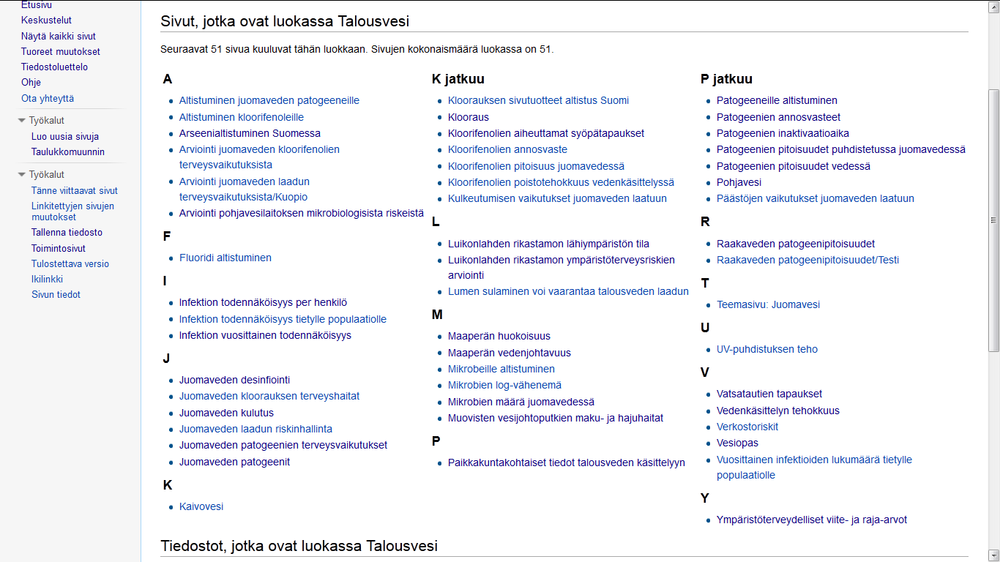 Etusivu
Keskustelut
Näytä kaikki sivut
Tuoreet muutokset
Tiedostoluettelo
Ohje
Ota yhteyttä
Työkalut
Luo uusia sivuja
Taulukkomuunnin
Työkalut
Tänne viittaavat sivut
Linkitettyjen sivujen
muutokset
Tallenna tiedosto
Toimintosivut
Tulostettava versio
Ikilinkki
Sivun tiedot
Sivut, jotka ovat luokassa Talousvesi
Seuraavat 51 sivua kuuluvat tähän luokkaan. Sivujen kokonaismäärä luokassa on 51.
A
Altistuminen juomaveden patogeeneille
Altistuminen kloorifenoleille
Arseenialtistuminen Suomessa
Arviointi juomaveden kloorifenolien
terveysvaikutuksista
Arviointi juomaveden laadun
terveysvaikutuksista/Kuopio
Arviointi pohjavesilaitoksen mikrobiologisista riskeistä
F
Fluoridi altistuminen
I
Infektion todennäköisyys per henkilö
Infektion todennäköisyys tietylle populaatiolle
Infektion vuosittainen todennäköisyys
J
Juomaveden desinfiointi
Juomaveden kloorauksen terveyshaitat
Juomaveden kulutus
Juomaveden laadun riskinhallinta
Juomaveden patogeenien terveysvaikutukset
Juomaveden patogeenit
K
Kaivovesi
K jatkuu
Kloorauksen sivutuotteet altistus Suomi
Klooraus
Kloorifenolien aiheuttamat syöpätapaukset
Kloorifenolien annosvaste
Kloorifenolien pitoisuus juomavedessä
Kloorifenolien poistotehokkuus vedenkäsittelyssä
Kulkeutumisen vaikutukset juomaveden laatuun
L
Luikonlahden rikastamon lähiympäristön tila
Luikonlahden rikastamon ympäristöterveysriskien
arviointi
Lumen sulaminen voi vaarantaa talousveden laadun
M
Maaperän huokoisuus
Maaperän vedenjohtavuus
Mikrobeille altistuminen
Mikrobien log-vähenemä
Mikrobien määrä juomavedessä
Muovisten vesijohtoputkien maku- ja hajuhaitat
P
Paikkakuntakohtaiset tiedot talousveden käsittelyyn
P jatkuu
Patogeeneille altistuminen
Patogeenien annosvasteet
Patogeenien inaktivaatioaika
Patogeenien pitoisuudet puhdistetussa juomavedessä
Patogeenien pitoisuudet vedessä
Pohjavesi
Päästöjen vaikutukset juomaveden laatuun
R
Raakaveden patogeenipitoisuudet
Raakaveden patogeenipitoisuudet/Testi
T
Teemasivu: Juomavesi
U
UV-puhdistuksen teho
V
Vatsatautien tapaukset
Vedenkäsittelyn tehokkuus
Verkostoriskit
Vesiopas
Vuosittainen infektioiden lukumäärä tietylle
populaatiolle
Y
Ympäristöterveydelliset viite- ja raja-arvot
Tiedostot, jotka ovat luokassa Talousvesi